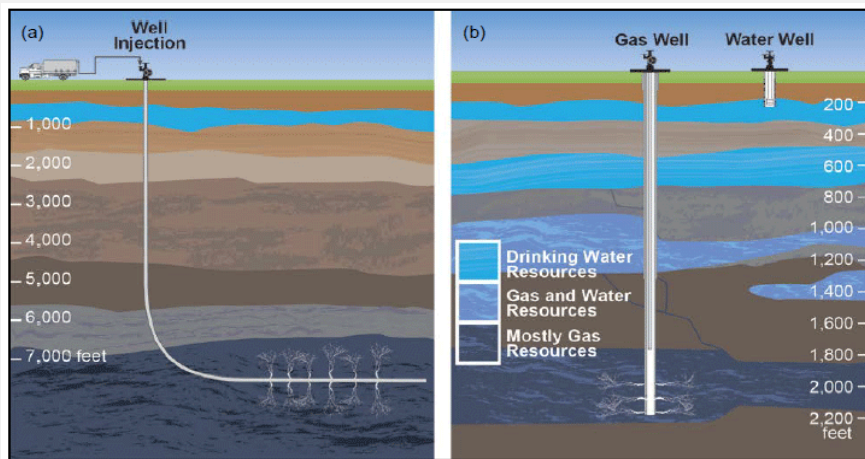 (a)
Well
Injection
1,000
2,000
3,000
4,000
5,000
6,000
7,000 feet
(b)
Gas Well
Water Well
200
400
600
800
1,000
1,200
1,400
1,600
1,800
2,000
2,200
feet
Drinking Water
Resources
Gas and Water
Resources
Mostly Gas
Resources